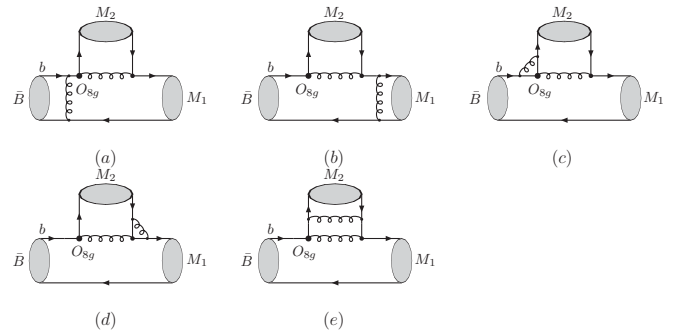 M₂ M₂ M₂
b b b
B̄ O₈g M₁ B̄ O₈g M₁ B̄ O₈g M₁
(a) (b) (c)
M₂ M₂
b b
B̄ O₈g M₁ B̄ O₈g M₁
(d) (e)